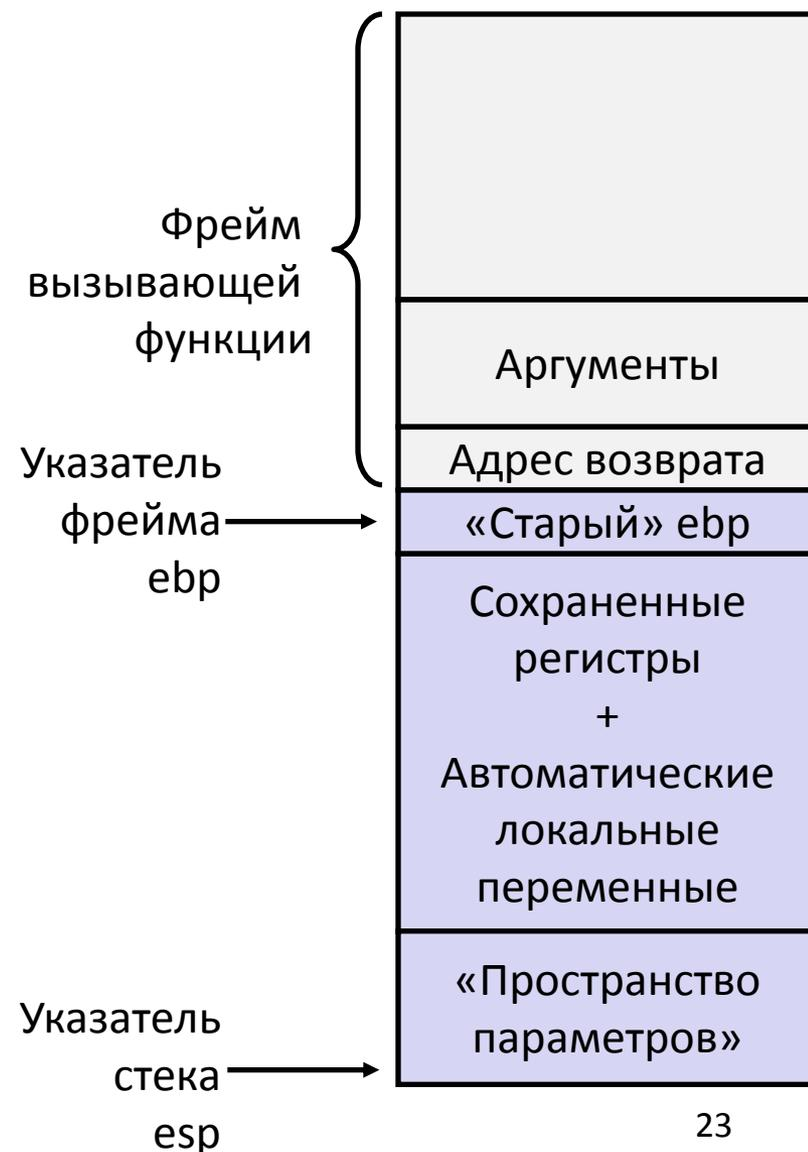 Фрейм
вызывающей
функции
Аргументы
Адрес возврата
Указатель
фрейма
ebp
«Старый» ebp
Сохраненные
регистры
+
Автоматические
локальные
переменные
«Пространство
параметров»
Указатель
стека
esp
23